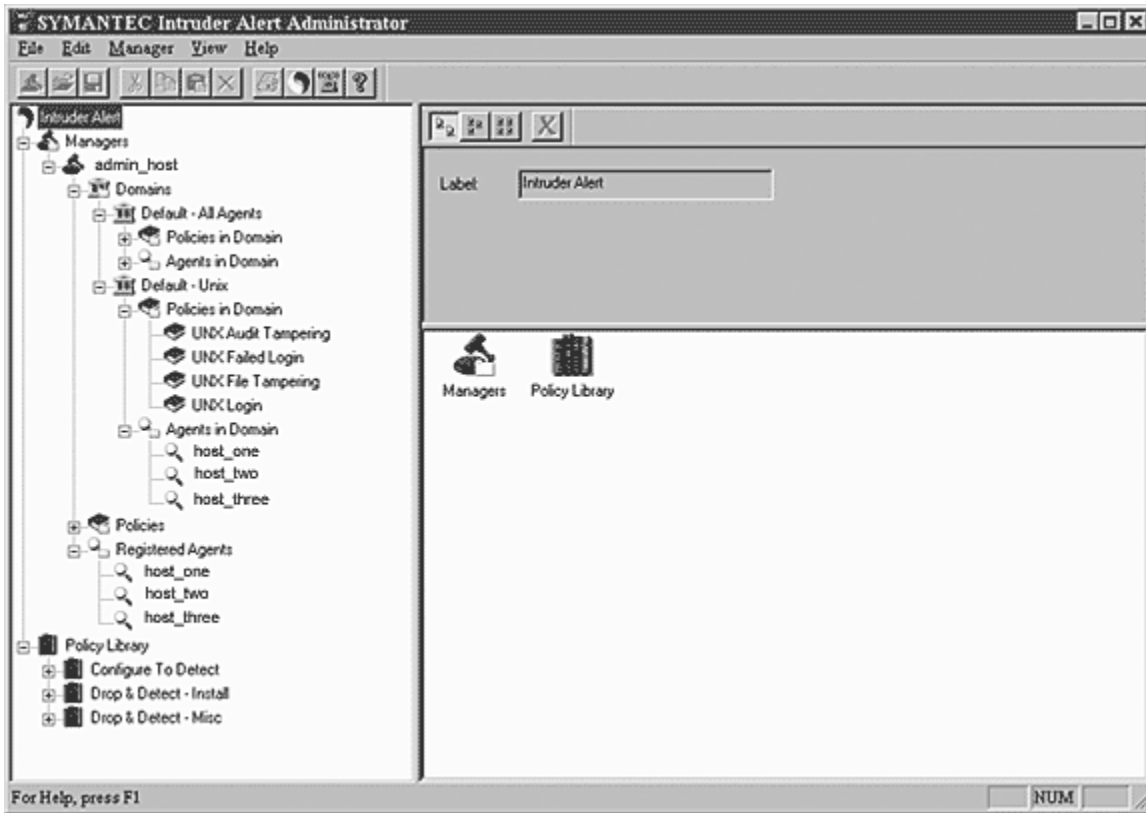 SYMANTEC Intruder Alert Administrator
File Edit Manager View Help
Intruder Alert
Managers
admin_host
Domains
Default - All Agents
Policies in Domain
Agents in Domain
Default - Unix
Policies in Domain
UNX Audit Tampering
UNX Failed Login
UNX File Tampering
UNX Login
Agents in Domain
host_one
host_two
host_three
Policies
Registered Agents
host_one
host_two
host_three
Policy Library
Configure To Detect
Drop & Detect - Install
Drop & Detect - Misc
Label: Intruder Alert
Managers Policy Library
For Help, press F1 NUM